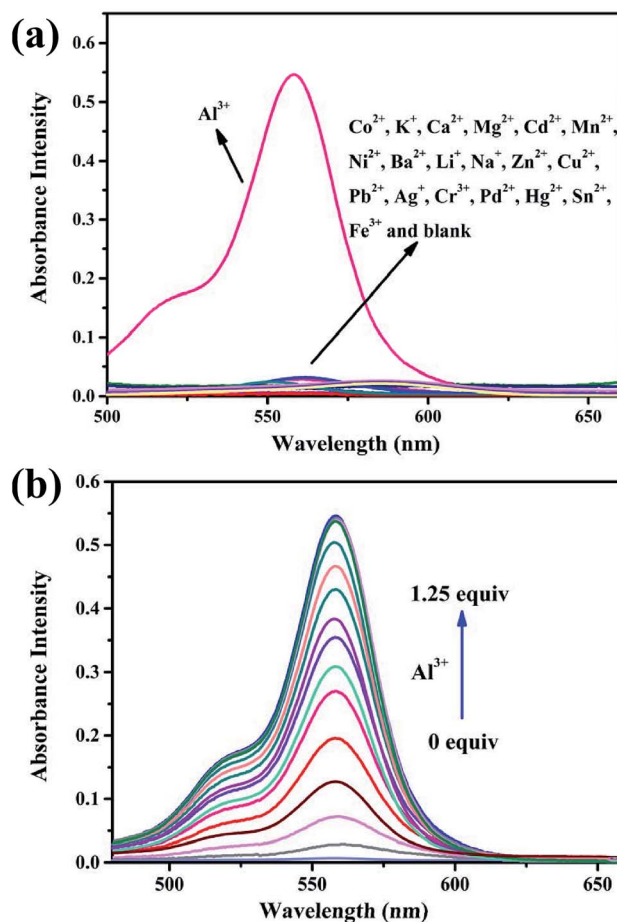 (a)
Absorbance Intensity
0.6
0.5
0.4
0.3
0.2
0.1
0.0
Al³⁺
Co²⁺, K⁺, Ca²⁺, Mg²⁺, Cd²⁺, Mn²⁺,
Ni²⁺, Ba²⁺, Li⁺, Na⁺, Zn²⁺, Cu²⁺,
Pb²⁺, Ag⁺, Cr³⁺, Pd²⁺, Hg²⁺, Sn²⁺,
Fe³⁺ and blank
500 550 600 650
Wavelength (nm)
(b)
Absorbance Intensity
0.6
0.5
0.4
0.3
0.2
0.1
0.0
1.25 equiv
Al³⁺
0 equiv
500 550 600 650
Wavelength (nm)